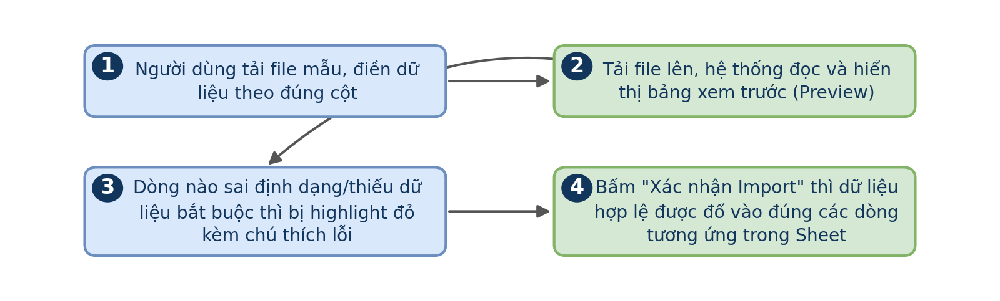 1
Người dùng tải file mẫu, điền dữ
liệu theo đúng cột
2
Tải file lên, hệ thống đọc và hiển
thị bảng xem trước (Preview)
3
Dòng nào sai định dạng/thiếu dữ
liệu bắt buộc thì bị highlight đỏ
kèm chú thích lỗi
4
Bấm "Xác nhận Import" thì dữ liệu
hợp lệ được đổ vào đúng các dòng
tương ứng trong Sheet